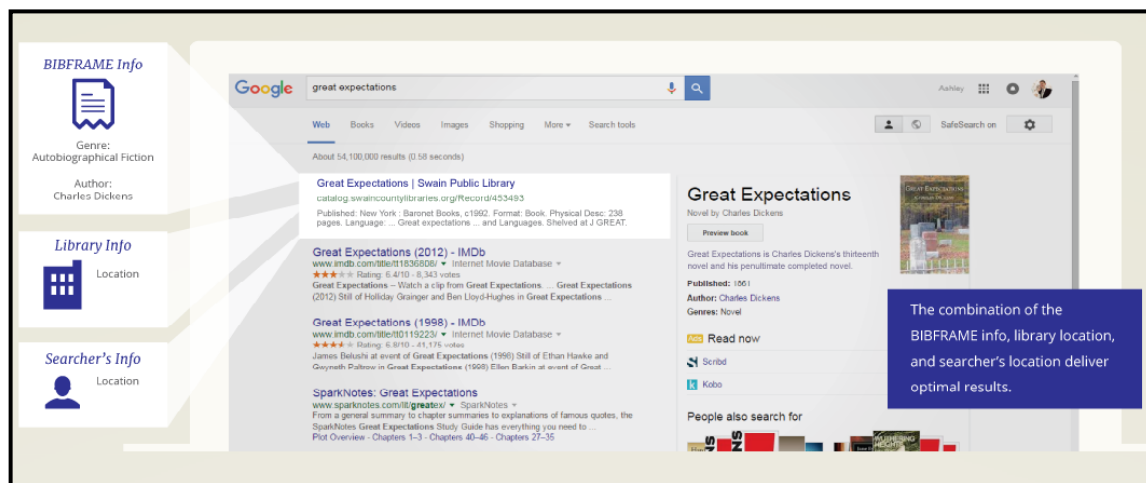 BIBFRAME Info
Genre:
Autobiographical Fiction
Author:
Charles Dickens
Library Info
Location
Searcher's Info
Location
Google
great expectations
Aahley
Web Books Videos Images Shopping More Search tools
SafeSearch on
About 54,100,000 results (0.58 seconds)
Great Expectations | Swain Public Library
catalog.swaincountylibraries.org/Record/453493
Published: New York : Baronet Books, c1992. Format: Book. Physical Desc: 238
pages. Language: ... Great expectations ... and Languages. Shelved at J GREAT.
Great Expectations (2012) - IMDb
www.imdb.com/title/tt1836808/ Internet Movie Database
Rating: 6.4/10 - 8,343 votes
Great Expectations -- Watch a clip from Great Expectations. ... Great Expectations
(2012) Still of Holliday Grainger and Ben Lloyd-Hughes in Great Expectations ...
Great Expectations (1998) - IMDb
www.imdb.com/title/tt0119223/ Internet Movie Database
Rating: 6.8/10 - 41,175 votes
James Belushi at event of Great Expectations (1998) Still of Ethan Hawke and
Gwyneth Paltrow in Great Expectations (1998) Ellen Barkin at event of Great ...
SparkNotes: Great Expectations
www.sparknotes.com/lit/greatex/ SparkNotes
From a general summary to chapter summaries to explanations of famous quotes, the
SparkNotes Great Expectations Study Guide has everything you need to ...
Plot Overview - Chapters 1–3 - Chapters 40–46 - Chapters 27–35
Great Expectations
Novel by Charles Dickens
Preview book
GREAT EXPECTATIONS
Great Expectations is Charles Dickens's thirteenth
novel and his penultimate completed novel.
Published: 1861
Author: Charles Dickens
Genres: Novel
Ads Read now
Scribd
Kobo
People also search for
WUTHERING
HEIGHTS
The combination of the
BIBFRAME info, library location,
and searcher's location deliver
optimal results.